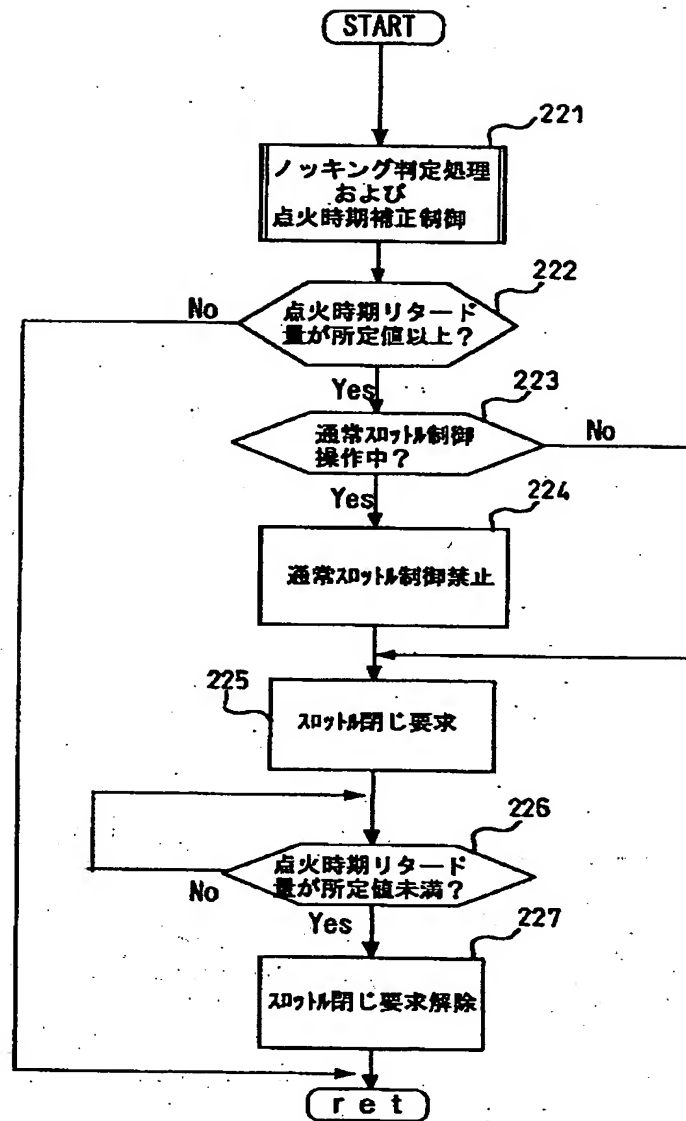 START
221
ノッキング判定処理
および
点火時期補正制御
222
No
点火時期リタード
量が所定値以上?
Yes
223
通常スロットル制御
操作中?
No
Yes
224
通常スロットル制御禁止
225
スロットル閉じ要求
226
点火時期リタード
量が所定値未満?
No
Yes
227
スロットル閉じ要求解除
ret